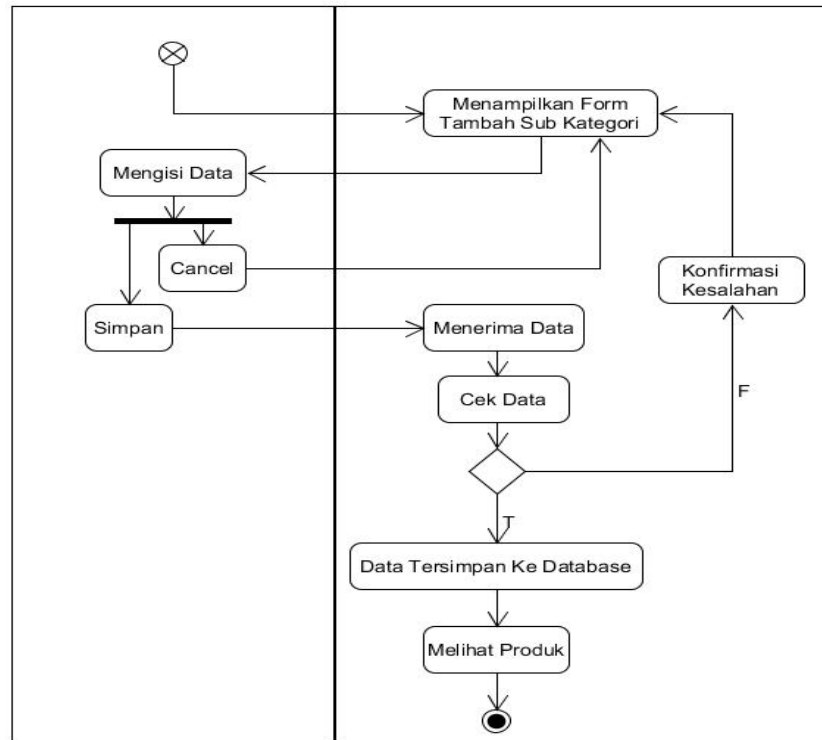 Menampilkan Form
Tambah Sub Kategori
Mengisi Data
Cancel
Konfirmasi
Kesalahan
Simpan
Menerima Data
Cek Data
F
T
Data Tersimpan Ke Database
Melihat Produk